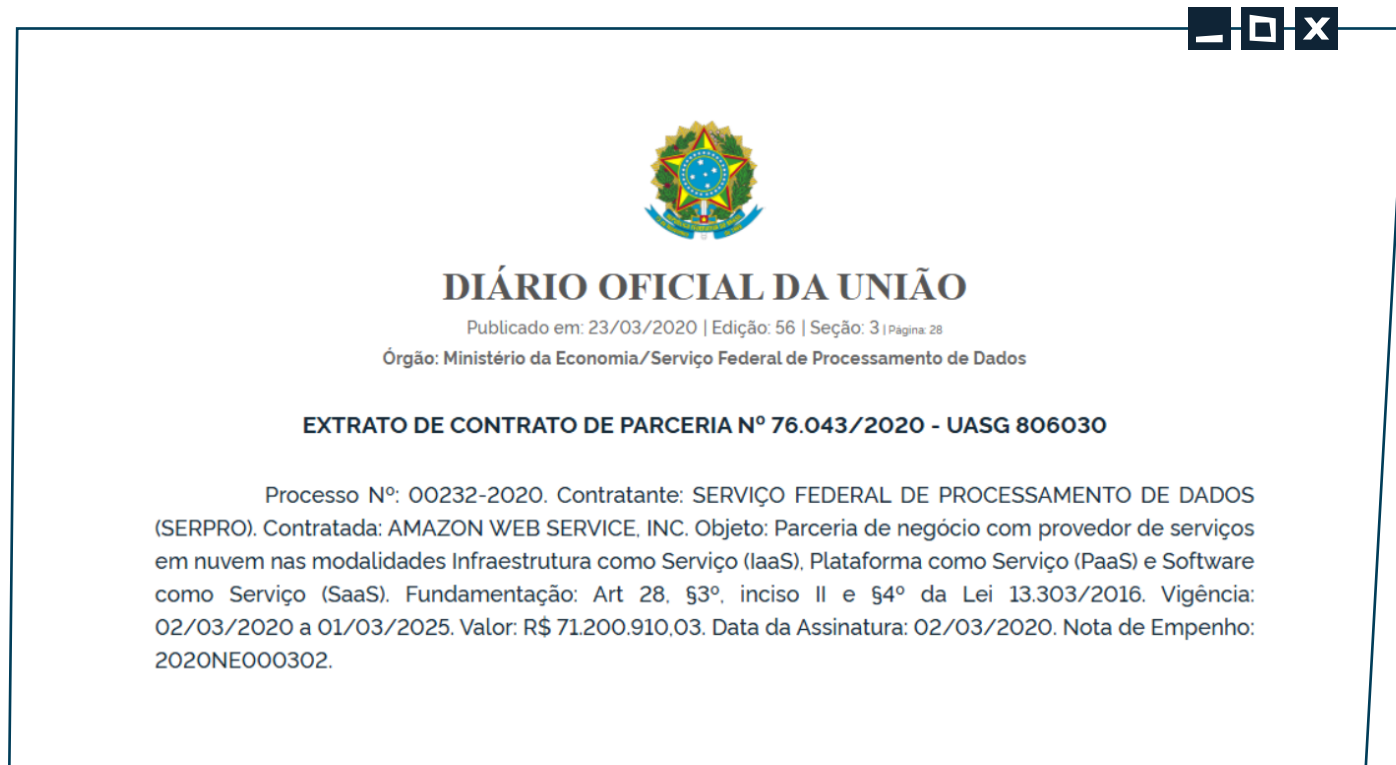 DIÁRIO OFICIAL DA UNIÃO
Publicado em: 23/03/2020 | Edição: 56 | Seção: 3 | Página: 28
Órgão: Ministério da Economia/Serviço Federal de Processamento de Dados
EXTRATO DE CONTRATO DE PARCERIA Nº 76.043/2020 - UASG 806030
Processo Nº: 00232-2020. Contratante: SERVIÇO FEDERAL DE PROCESSAMENTO DE DADOS
(SERPRO). Contratada: AMAZON WEB SERVICE, INC. Objeto: Parceria de negócio com provedor de serviços
em nuvem nas modalidades Infraestrutura como Serviço (IaaS), Plataforma como Serviço (PaaS) e Software
como Serviço (SaaS). Fundamentação: Art 28, §3º, inciso II e §4º da Lei 13.303/2016. Vigência:
02/03/2020 a 01/03/2025. Valor: R$ 71.200.910,03. Data da Assinatura: 02/03/2020. Nota de Empenho:
2020NE000302.